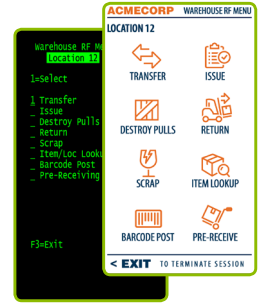 Warehouse RF Me
Location 12
1=Select
1 Transfer
_ Issue
_ Destroy Pulls
_ Return
_ Scrap
_ Item/Loc Looku
_ Barcode Post
_ Pre-Receiving
F3=Exit
ACMECORP WAREHOUSE RF MENU
LOCATION 12
TRANSFER ISSUE
DESTROY PULLS RETURN
SCRAP ITEM LOOKUP
BARCODE POST PRE-RECEIVE
< EXIT TO TERMINATE SESSION